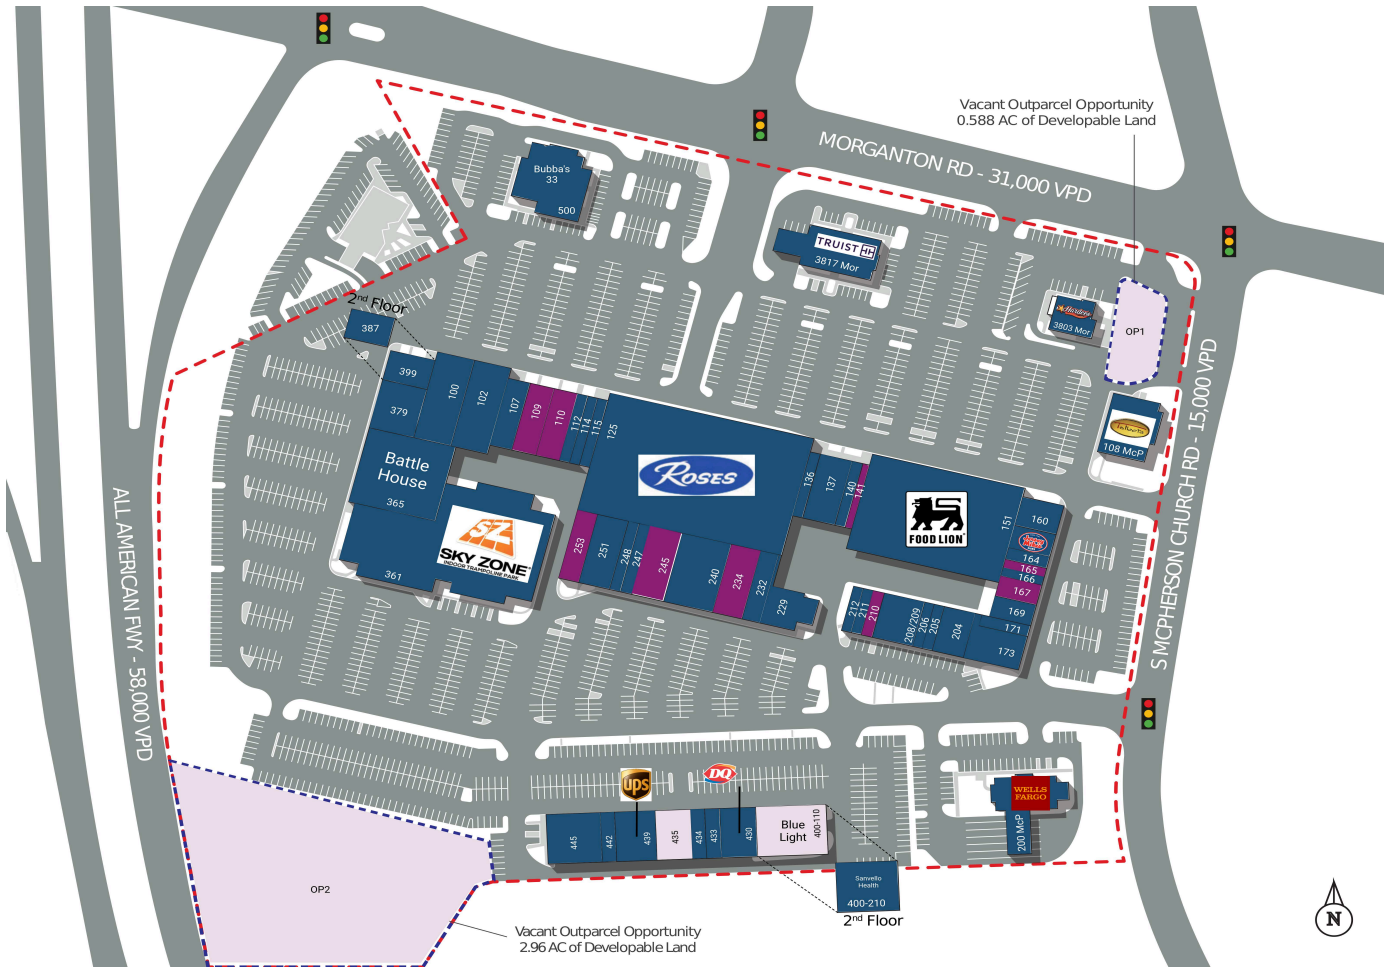 Vacant Outparcel Opportunity
0.588 AC of Developable Land
MORGANTON RD - 31,000 VPD
Bubba's
33
500
TRUIST
3817 Mor
Hardee's
3803 Mor
OP1
2nd Floor
387
399
379
100
102
107
109
110
112
114
115
125
ROSES
Battle
House
365
SKY ZONE
INDOOR TRAMPOLINE PARK
361
253
251
248
247
245
240
234
232
229
136
137
140
141
FOOD LION
151
160
164
165
166
167
169
171
173
212
211
210
208/209
206
205
204
108 McP
S MCPHERSON CHURCH RD - 15,000 VPD
ALL AMERICAN FWY - 58,000 VPD
ups
DQ
445
442
439
435
434
433
430
Blue
Light
400-110
Sanvello
Health
400-210
2nd Floor
WELLS
FARGO
200 McP
OP2
Vacant Outparcel Opportunity
2.96 AC of Developable Land
N